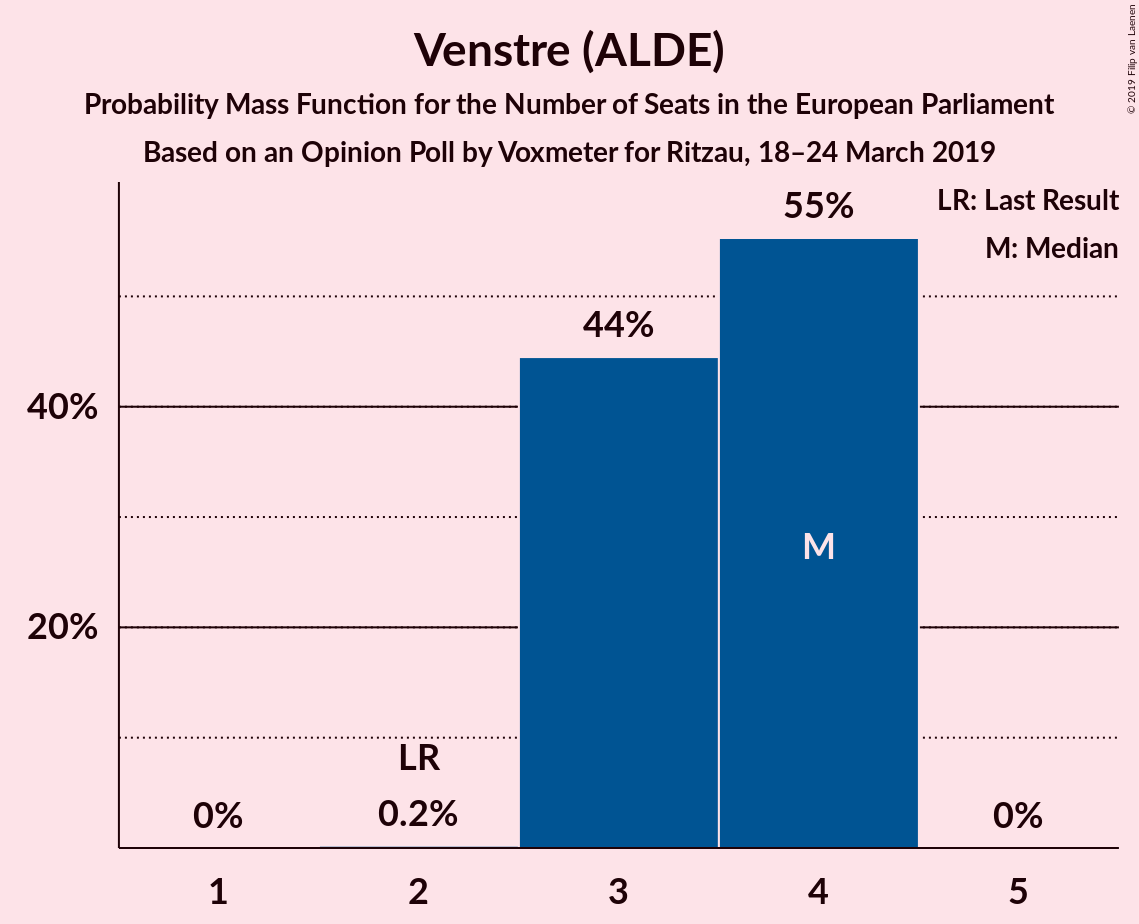 Venstre (ALDE)
Probability Mass Function for the Number of Seats in the European Parliament
Based on an Opinion Poll by Voxmeter for Ritzau, 18–24 March 2019
© 2019 Filip van Laenen
LR: Last Result
M: Median
55%
44%
40%
M
20%
LR
0%
0.2%
0%
1
2
3
4
5